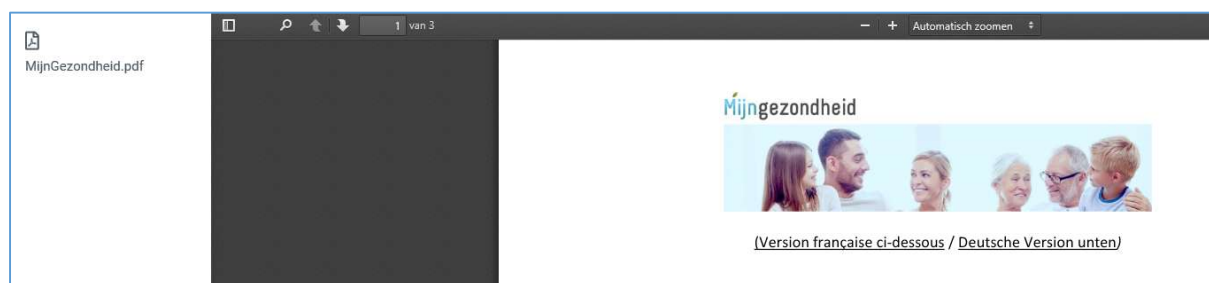 MijnGezondheid.pdf
1 van 3
Automatisch zoomen
Mijngezondheid
(Version française ci-dessous / Deutsche Version unten)